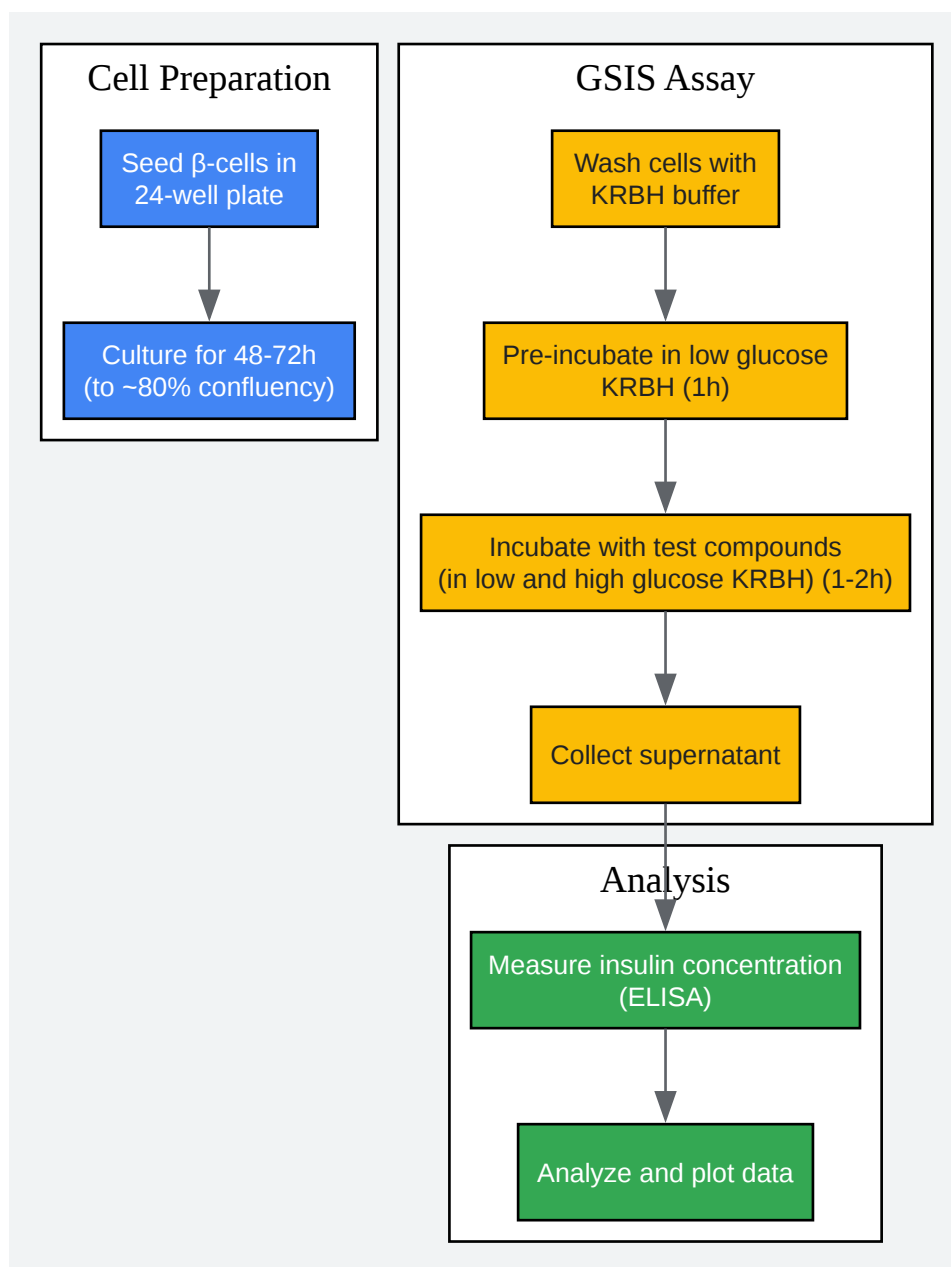 Cell Preparation
Seed β-cells in
24-well plate
Culture for 48-72h
(to ~80% confluency)
GSIS Assay
Wash cells with
KRBH buffer
Pre-incubate in low glucose
KRBH (1h)
Incubate with test compounds
(in low and high glucose KRBH) (1-2h)
Collect supernatant
Analysis
Measure insulin concentration
(ELISA)
Analyze and plot data